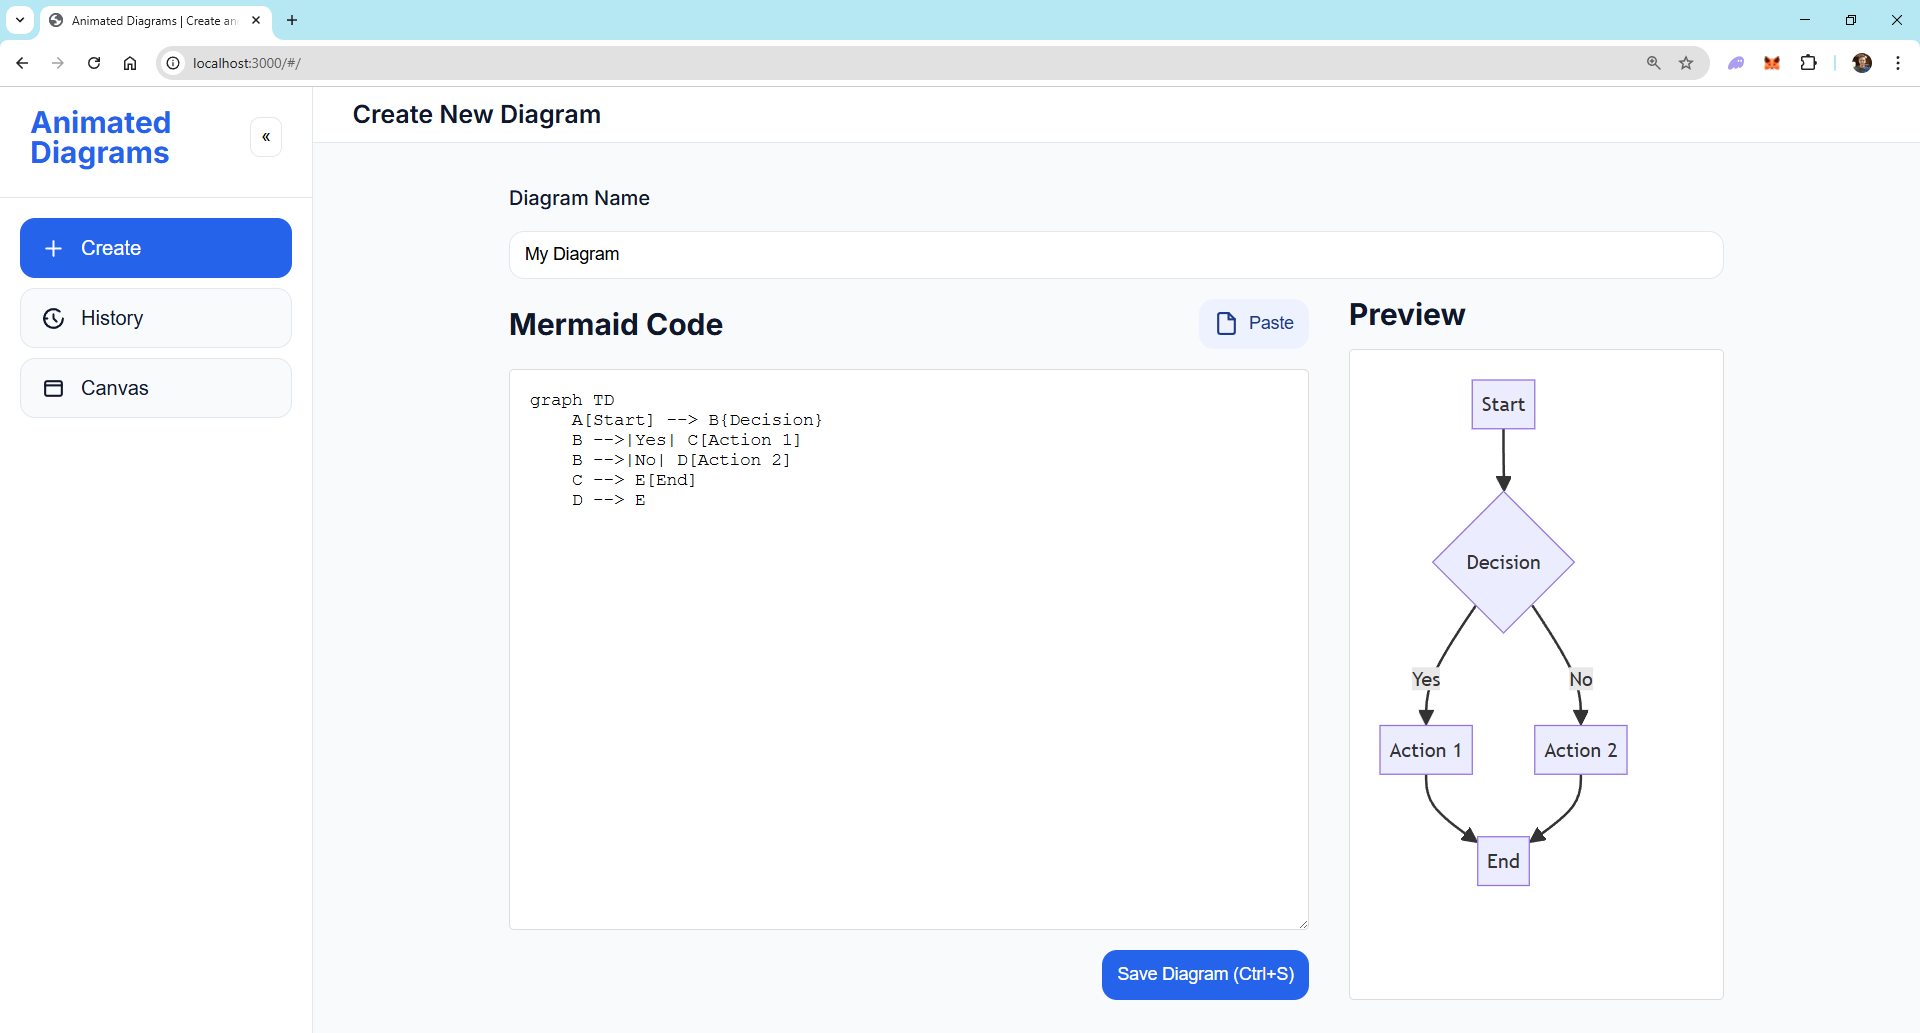 Animated Diagrams | Create an
localhost:3000/#/
Animated
Diagrams
«
Create
History
Canvas
Create New Diagram
Diagram Name
My Diagram
Mermaid Code
Paste
graph TD
    A[Start] --> B{Decision}
    B -->|Yes| C[Action 1]
    B -->|No| D[Action 2]
    C --> E[End]
    D --> E
Save Diagram (Ctrl+S)
Preview
Start
Decision
Yes
No
Action 1
Action 2
End